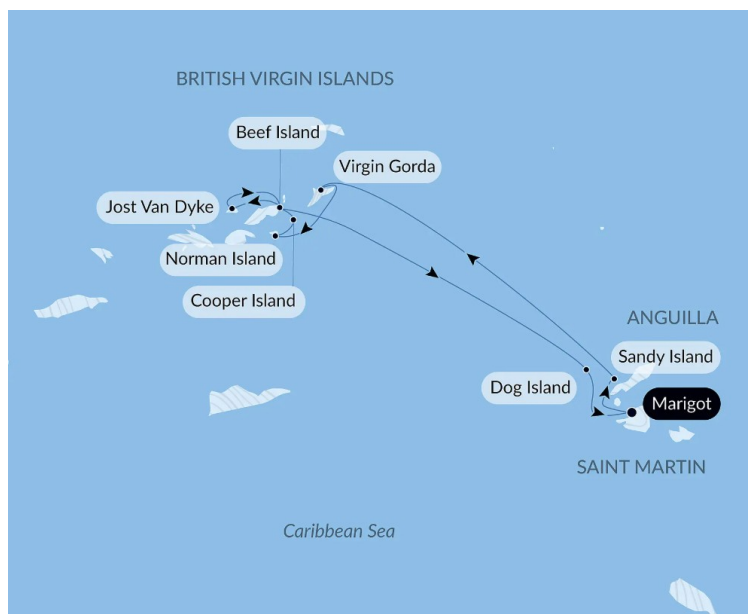 BRITISH VIRGIN ISLANDS
Beef Island
Virgin Gorda
Jost Van Dyke
Norman Island
Cooper Island
ANGUILLA
Sandy Island
Dog Island
Marigot
SAINT MARTIN
Caribbean Sea